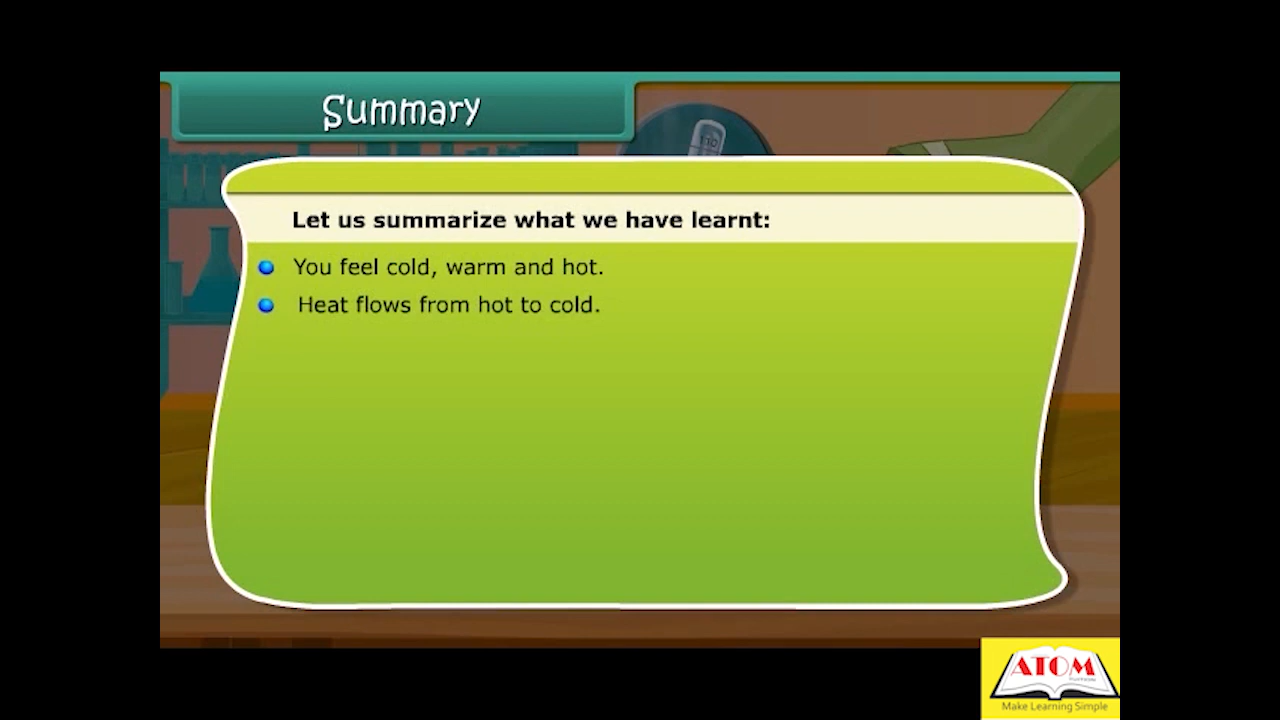 Summary
110
Let us summarize what we have learnt:
You feel cold, warm and hot.
Heat flows from hot to cold.
ATOM
Make Learning Simple